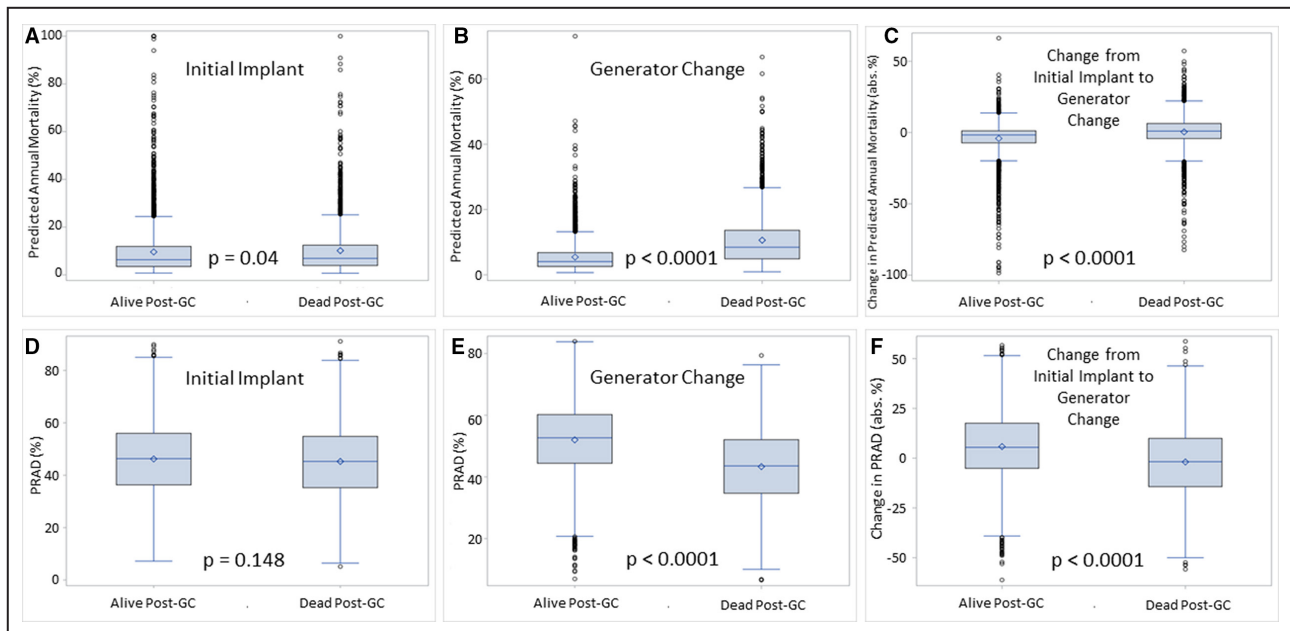 A
Initial Implant
Predicted Annual Mortality (%)
100
80
60
40
20
0
p = 0.04
Alive Post-GC
Dead Post-GC
B
Generator Change
Predicted Annual Mortality (%)
60
40
20
0
p < 0.0001
Alive Post-GC
Dead Post-GC
C
Change from
Initial Implant to
Generator
Change
Change in Predicted Annual Mortality (abs. %)
50
0
-50
-100
p < 0.0001
Alive Post-GC
Dead Post-GC
D
Initial Implant
PRAD (%)
80
60
40
20
0
p = 0.148
Alive Post-GC
Dead Post-GC
E
Generator Change
PRAD (%)
80
60
40
20
p < 0.0001
Alive Post-GC
Dead Post-GC
F
Change from
Initial Implant to
Generator
Change
Change in PRAD (abs. %)
50
25
0
-25
-50
p < 0.0001
Alive Post-GC
Dead Post-GC